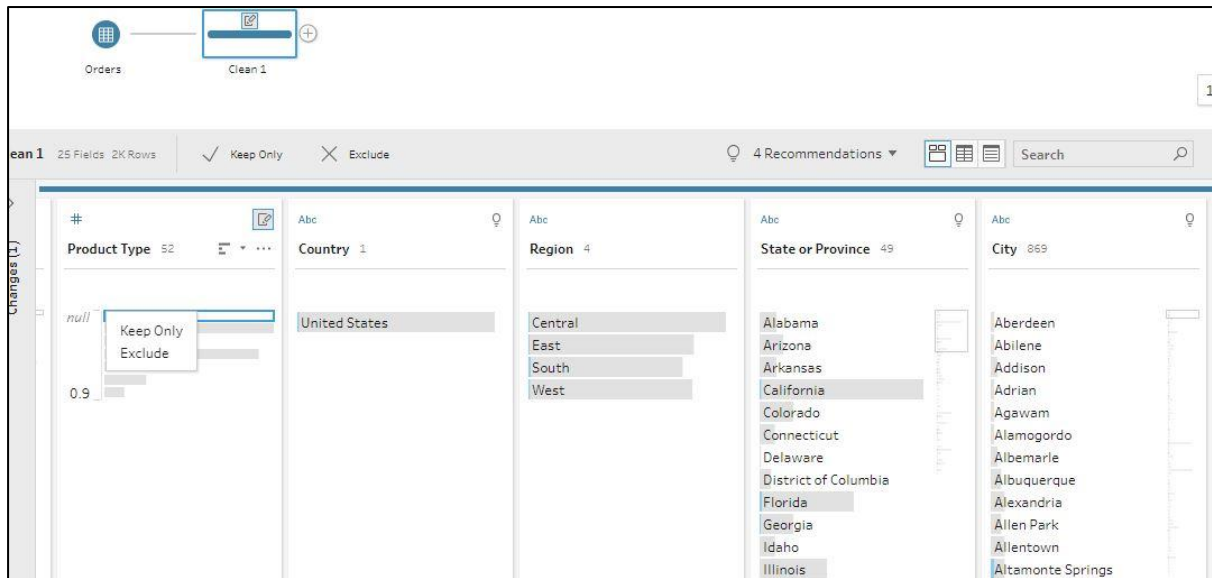 Orders
Clean 1
1
ean 1 25 Fields 2K Rows Keep Only Exclude 4 Recommendations Search
Changes (1)
#
Product Type 52
null
Keep Only
Exclude
0.9
Abc
Country 1
United States
Abc
Region 4
Central
East
South
West
Abc
State or Province 49
Alabama
Arizona
Arkansas
California
Colorado
Connecticut
Delaware
District of Columbia
Florida
Georgia
Idaho
Illinois
Abc
City 869
Aberdeen
Abilene
Addison
Adrian
Agawam
Alamogordo
Albemarle
Albuquerque
Alexandria
Allen Park
Allentown
Altamonte Springs